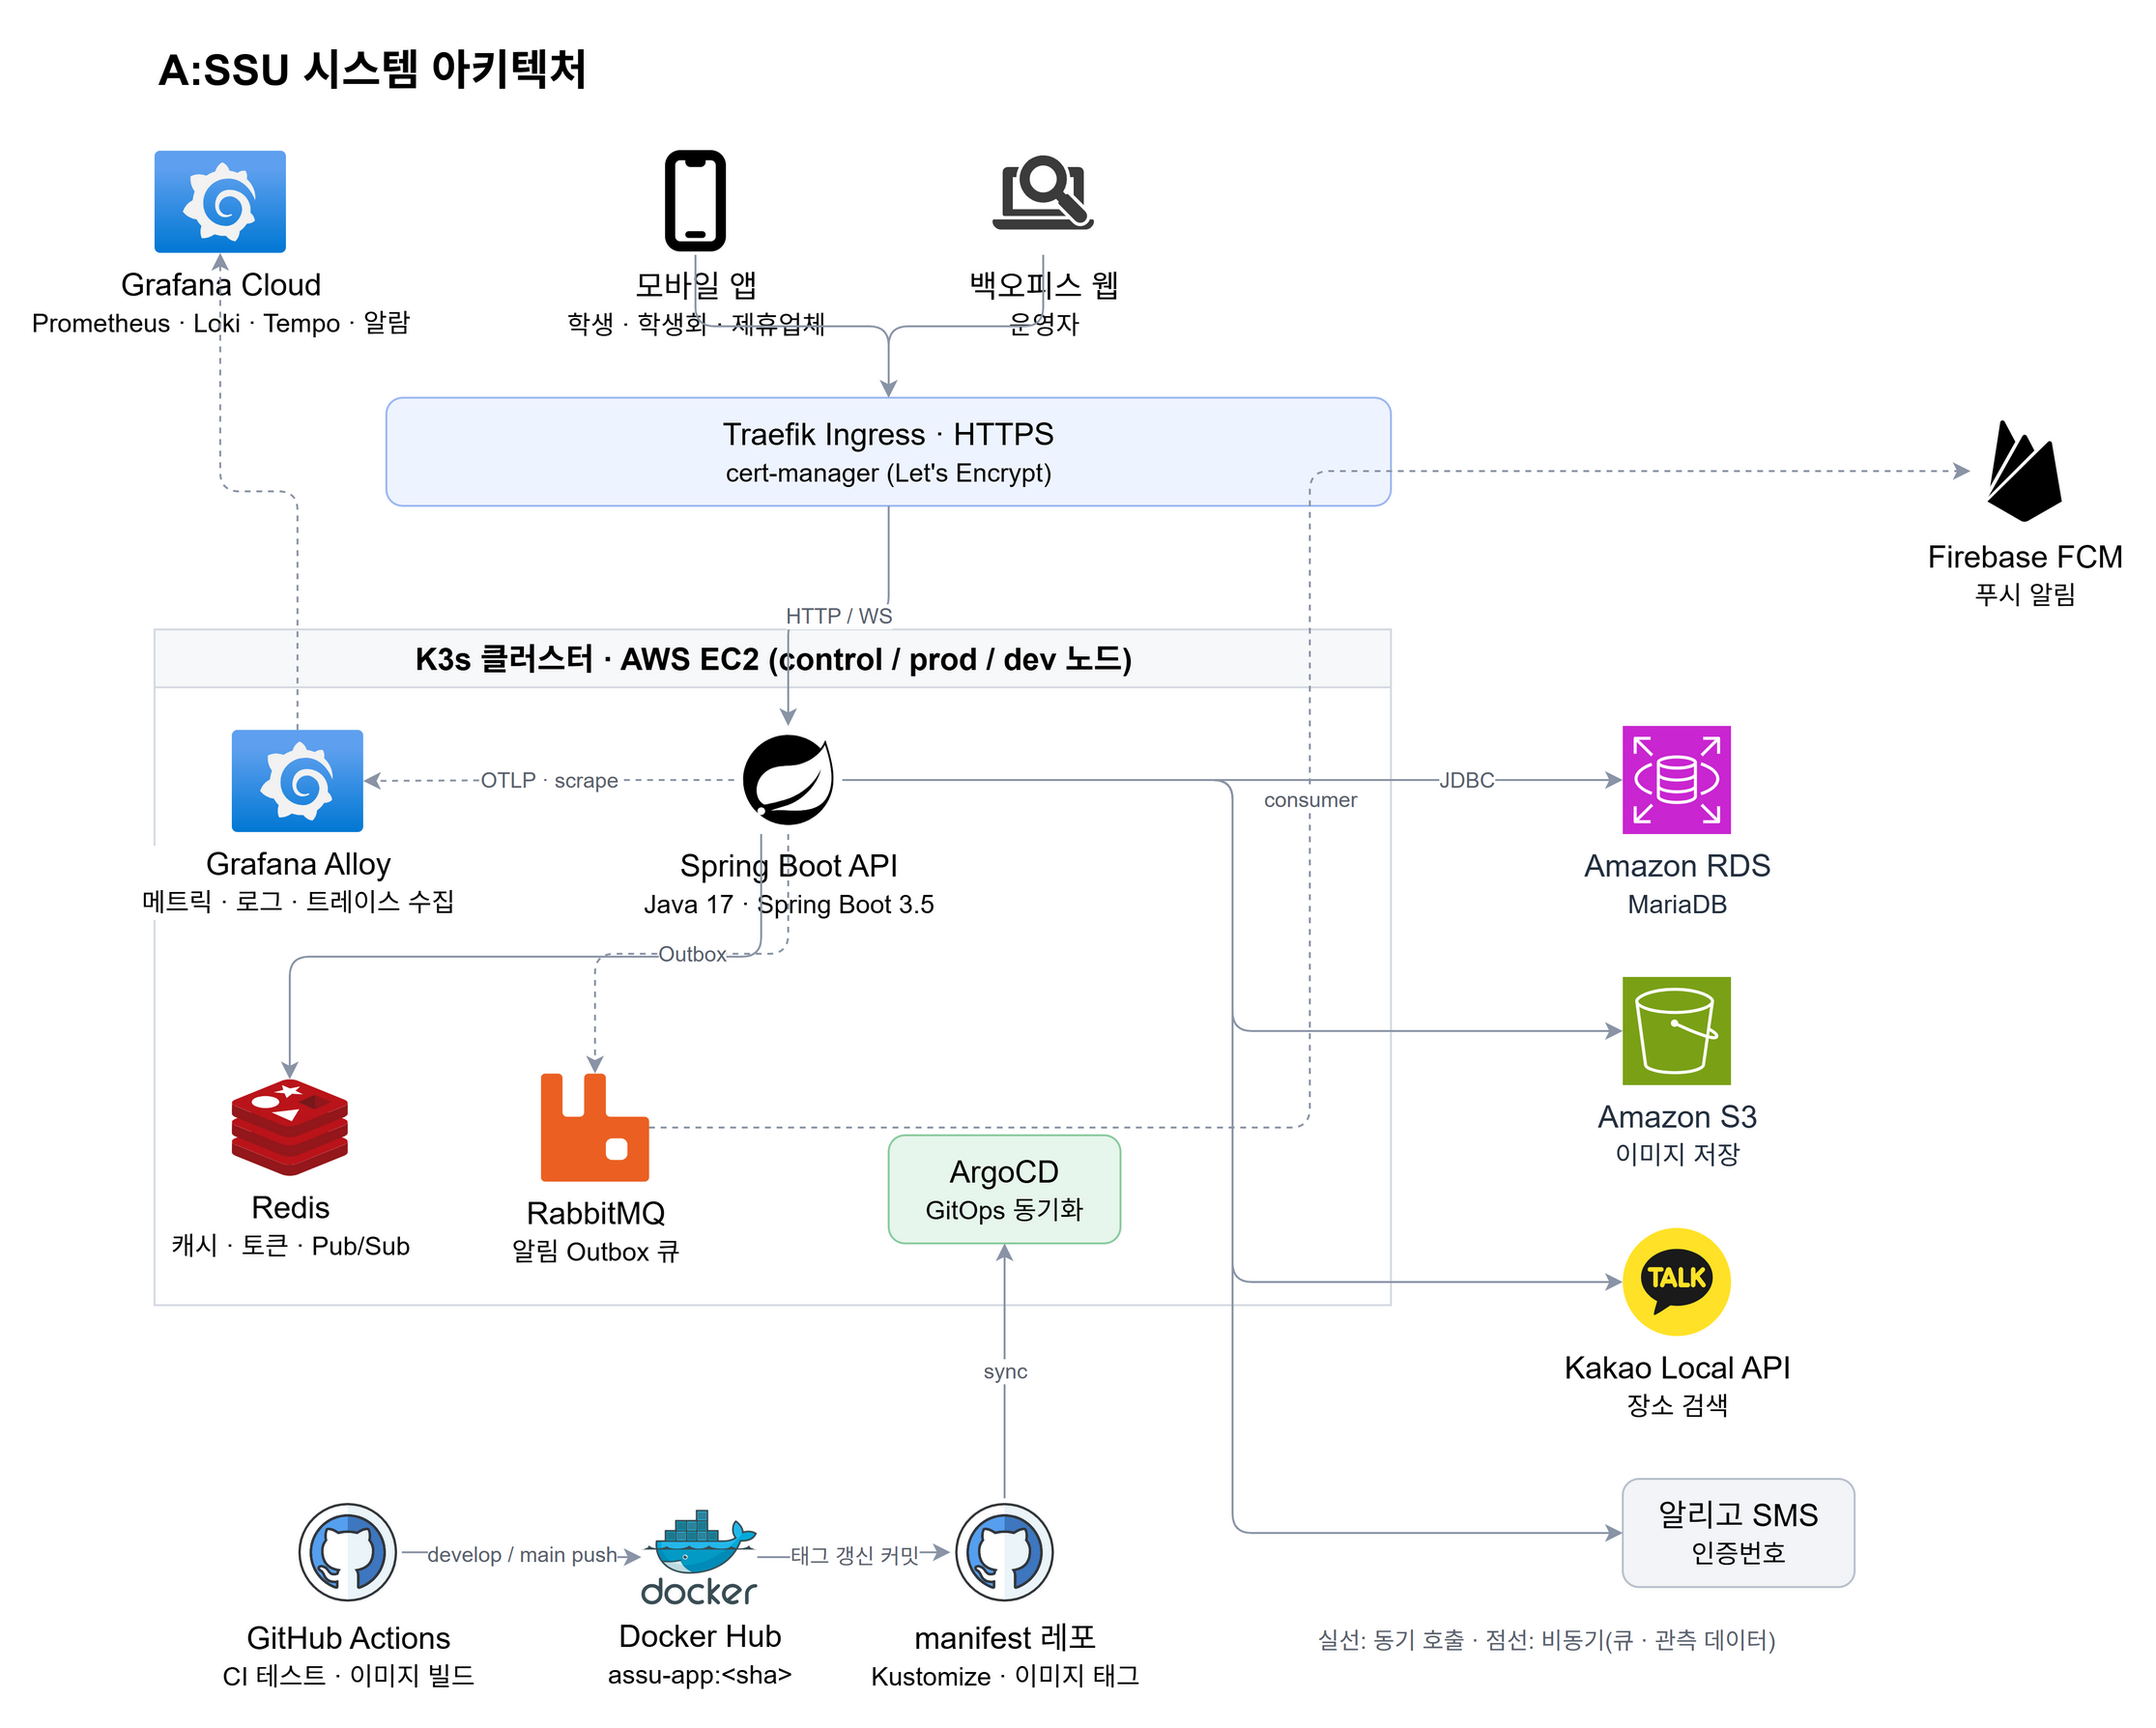 A:SSU 시스템 아키텍처
Grafana Cloud
Prometheus · Loki · Tempo · 알람
모바일 앱
학생 · 학생회 · 제휴업체
백오피스 웹
운영자
Traefik Ingress · HTTPS
cert-manager (Let's Encrypt)
Firebase FCM
푸시 알림
HTTP / WS
K3s 클러스터 · AWS EC2 (control / prod / dev 노드)
OTLP · scrape
JDBC
consumer
Grafana Alloy
메트릭 · 로그 · 트레이스 수집
Spring Boot API
Java 17 · Spring Boot 3.5
Amazon RDS
MariaDB
Outbox
Amazon S3
이미지 저장
ArgoCD
GitOps 동기화
Redis
캐시 · 토큰 · Pub/Sub
RabbitMQ
알림 Outbox 큐
TALK
Kakao Local API
장소 검색
sync
알리고 SMS
인증번호
develop / main push
docker
태그 갱신 커밋
GitHub Actions
CI 테스트 · 이미지 빌드
Docker Hub
assu-app:<sha>
manifest 레포
Kustomize · 이미지 태그
실선: 동기 호출 · 점선: 비동기(큐 · 관측 데이터)